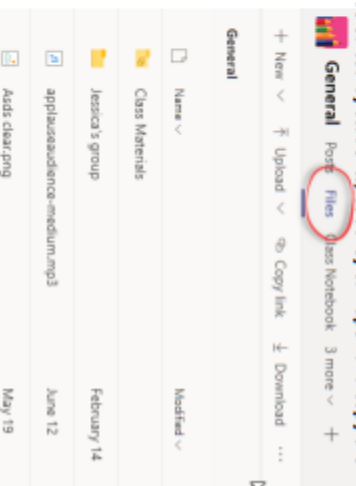 General Posts Files Class Notebook 3 more +
+ New Upload Copy link Download ...
General
Name Modified
Class Materials
Jessica's group February 14
applauseaudience-medium.mp3 June 12
Asds clear.png May 19